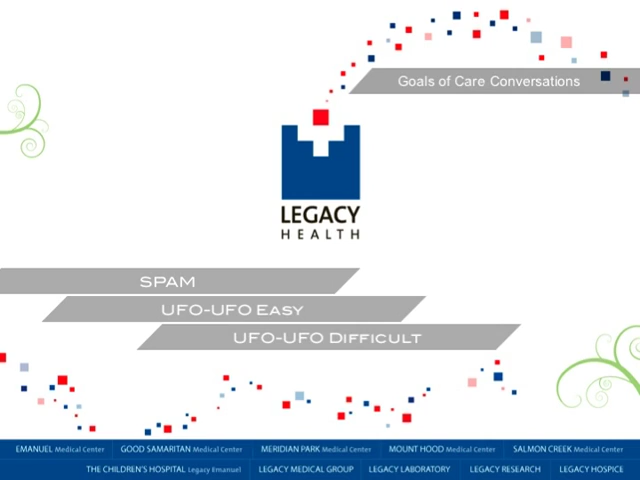 Goals of Care Conversations
LEGACY
HEALTH
SPAM
UFO-UFO Easy
UFO-UFO Difficult
EMANUEL Medical Center GOOD SAMARITAN Medical Center MERIDIAN PARK Medical Center MOUNT HOOD Medical Center SALMON CREEK Medical Center
THE CHILDREN'S HOSPITAL Legacy Emanuel LEGACY MEDICAL GROUP LEGACY LABORATORY LEGACY RESEARCH LEGACY HOSPICE